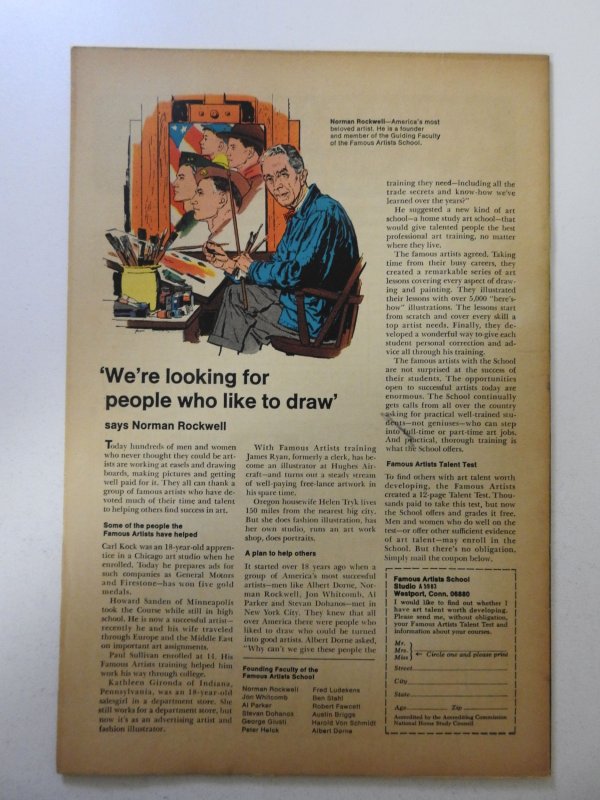 Norman Rockwell—America's most
beloved artist. He is a founder
and member of the Guiding Faculty
of the Famous Artists School.
'We're looking for
people who like to draw'
says Norman Rockwell
Today hundreds of men and women
who never thought they could be art-
ists are working at easels and drawing
boards, making pictures and getting
well paid for it. They all can thank a
group of famous artists who have de-
voted much of their time and talent
to helping others find success in art.
Some of the people the
Famous Artists have helped
Carl Kock was an 18-year-old appren-
tice in a Chicago art studio when he
enrolled. Today he prepares ads for
such companies as General Motors
and Firestone—has won five gold
medals.
Howard Sanden of Minneapolis
took the Course while still in high
school. He is now a successful artist—
recently he and his wife traveled
through Europe and the Middle East
on important art assignments.
Paul Sullivan enrolled at 14. His
Famous Artists training helped him
work his way through college.
Kathleen Gironda of Indiana,
Pennsylvania, was an 18-year-old
salesgirl in a department store. She
still works for a department store, but
now it's as an advertising artist and
fashion illustrator.
With Famous Artists training
James Ryan, formerly a clerk, has be-
come an illustrator at Hughes Air-
craft—and turns out a steady stream
of well-paying free-lance artwork in
his spare time.
Oregon housewife Helen Tryk lives
150 miles from the nearest big city.
But she does fashion illustration, has
her own studio, runs an art work
shop, does portraits.
A plan to help others
It started over 18 years ago when a
group of America's most successful
artists—men like Albert Dorne, Nor-
man Rockwell, Jon Whitcomb, Al
Parker and Stevan Dohanos—met in
New York City. They knew that all
over America there were people who
liked to draw who could be turned
into good artists. Albert Dorne asked,
"Why can't we give these people the
Founding Faculty of the
Famous Artists School
Norman Rockwell
Jon Whitcomb
Al Parker
Stevan Dohanos
George Giusti
Peter Helck
Fred Ludekens
Ben Stahl
Robert Fawcett
Austin Briggs
Harold Von Schmidt
Albert Dorne
training they need—including all the
trade secrets and know-how we've
learned over the years?"
He suggested a new kind of art
school—a home study art school—that
would give talented people the best
professional art training, no matter
where they live.
The famous artists agreed. Taking
time from their busy careers, they
created a remarkable series of art
lessons covering every aspect of draw-
ing and painting. They illustrated
their lessons with over 5,000 "here's-
how" illustrations. The lessons start
from scratch and cover every skill a
top artist needs. Finally, they de-
veloped a wonderful way to give each
student personal correction and ad-
vice all through his training.
The famous artists with the School
are not surprised at the success of
their students. The opportunities
open to successful artists today are
enormous. The School continually
gets calls from all over the country
asking for practical well-trained stu-
dents—not geniuses—who can step
into full-time or part-time art jobs.
And practical, thorough training is
what the School offers.
Famous Artists Talent Test
To find others with art talent worth
developing, the Famous Artists
created a 12-page Talent Test. Thou-
sands paid to take this test, but now
the School offers and grades it free.
Men and women who do well on the
test—or offer other sufficient evidence
of art talent—may enroll in the
School. But there's no obligation.
Simply mail the coupon below.
Famous Artists School
Studio
Westport, Conn. 06880
I would like to find out whether I
have art talent worth developing.
Please send me, without obligation,
your Famous Artists Talent Test and
information about your courses.
Mr.
Mrs. ← Circle one and please print
Miss
Street
City
State
Age Zip
Accredited by the Accrediting Commission
National Home Study Council